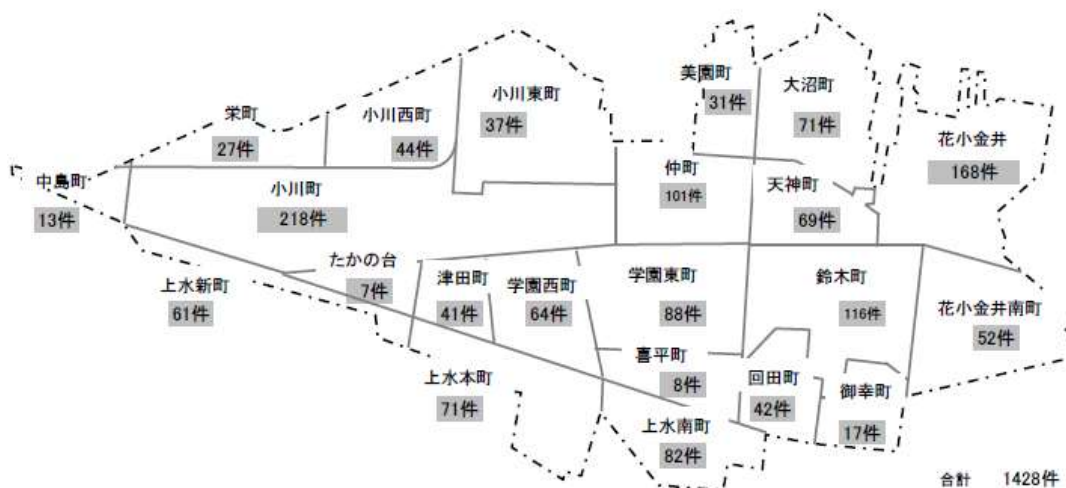 美園町
31件
大沼町
71件
小川東町
37件
栄町
27件
小川西町
44件
花小金井
168件
仲町
101件
天神町
69件
中島町
13件
小川町
218件
たかの台
7件
上水新町
61件
津田町
41件
学園西町
64件
学園東町
88件
鈴木町
116件
花小金井南町
52件
喜平町
8件
上水本町
71件
回田町
42件
御幸町
17件
上水南町
82件
合計 1428件